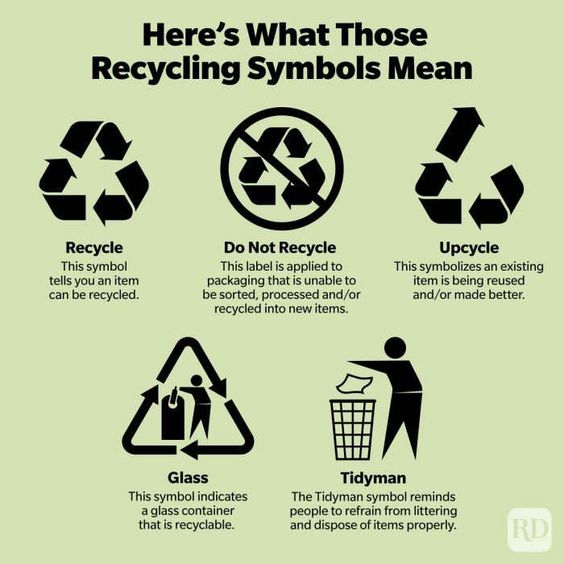 Here's What Those
Recycling Symbols Mean
Recycle
This symbol
tells you an item
can be recycled.
Do Not Recycle
This label is applied to
packaging that is unable to
be sorted, processed and/or
recycled into new items.
Upcycle
This symbolizes an existing
item is being reused
and/or made better.
Glass
This symbol indicates
a glass container
that is recyclable.
Tidyman
The Tidyman symbol reminds
people to refrain from littering
and dispose of items properly.
RD